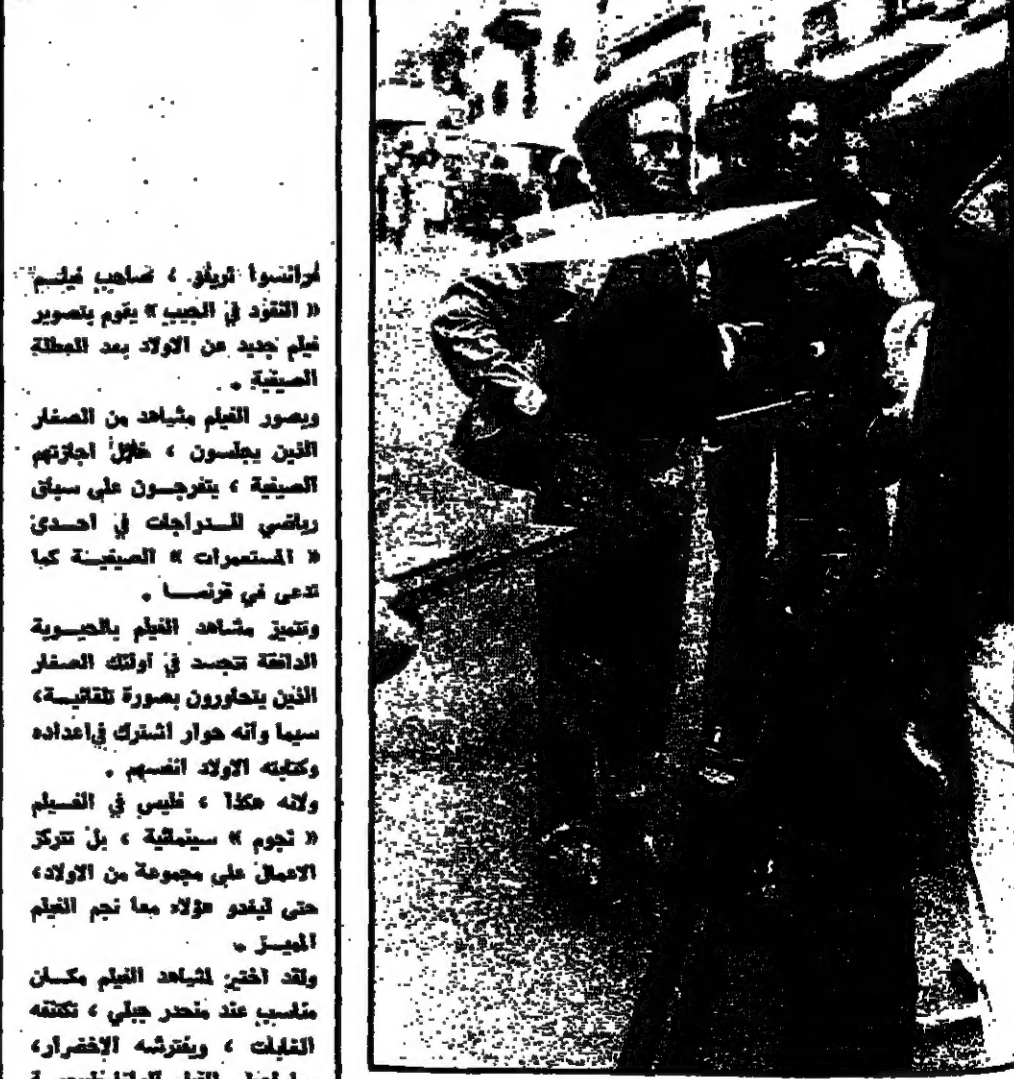 فرانسوا تريفو ، صاحب فيلم
« النقود في الجيب » يقوم بتصوير
فيلم جديد عن الاولاد بعد العطلة
الصيفية .
ويصور الفيلم مشاهد من الصغار
الذين يجلسون ، خلال اجازتهم
الصيفية ، يتفرجون على سباق
رياضي للدراجات في احدى
« المستعمرات » الصيفية كما
تدعى في فرنسا .
وتتميز مشاهد الفيلم بالحيوية
الدافقة تتجسد في اولئك الصغار
الذين يتحاورون بصورة تلقائية،
سيما وأنه حوار اشترك في اعداده
وكتابته الاولاد انفسهم .
ولانه هكذا ، فليس في الفيلم
« نجوم » سينمائية ، بل تتركز
الاعمال على مجموعة من الاولاد،
حتى ليغدو هؤلاء معا نجم الفيلم
المميز .
ولقد اختير لمشاهد الفيلم مكان
مناسب عند منحدر جبلي ، تكتنفه
الغابات ، ويفترشه الاخضرار،